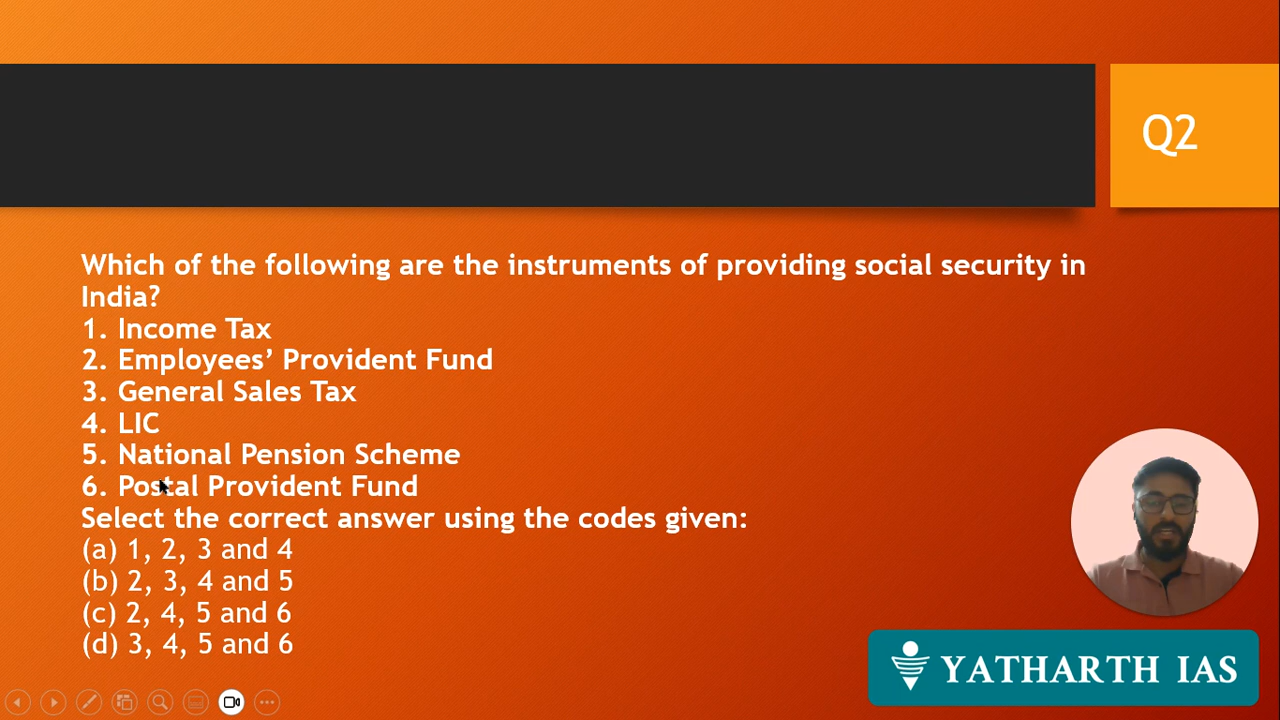 Q2
Which of the following are the instruments of providing social security in
India?
1. Income Tax
2. Employees’ Provident Fund
3. General Sales Tax
4. LIC
5. National Pension Scheme
6. Postal Provident Fund
Select the correct answer using the codes given:
(a) 1, 2, 3 and 4
(b) 2, 3, 4 and 5
(c) 2, 4, 5 and 6
(d) 3, 4, 5 and 6
YATHARTH IAS